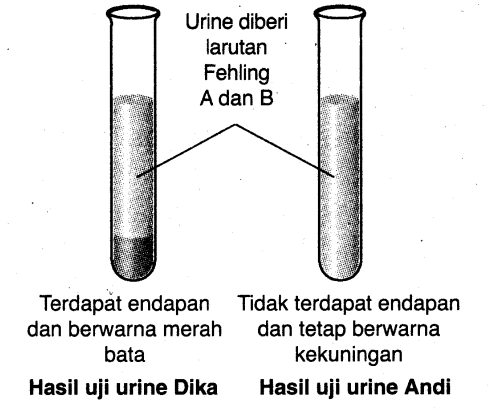 Urine diberi
larutan
Fehling
A dan B
Terdapat endapan
dan berwarna merah
bata
Hasil uji urine Dika
Tidak terdapat endapan
dan tetap berwarna
kekuningan
Hasil uji urine Andi